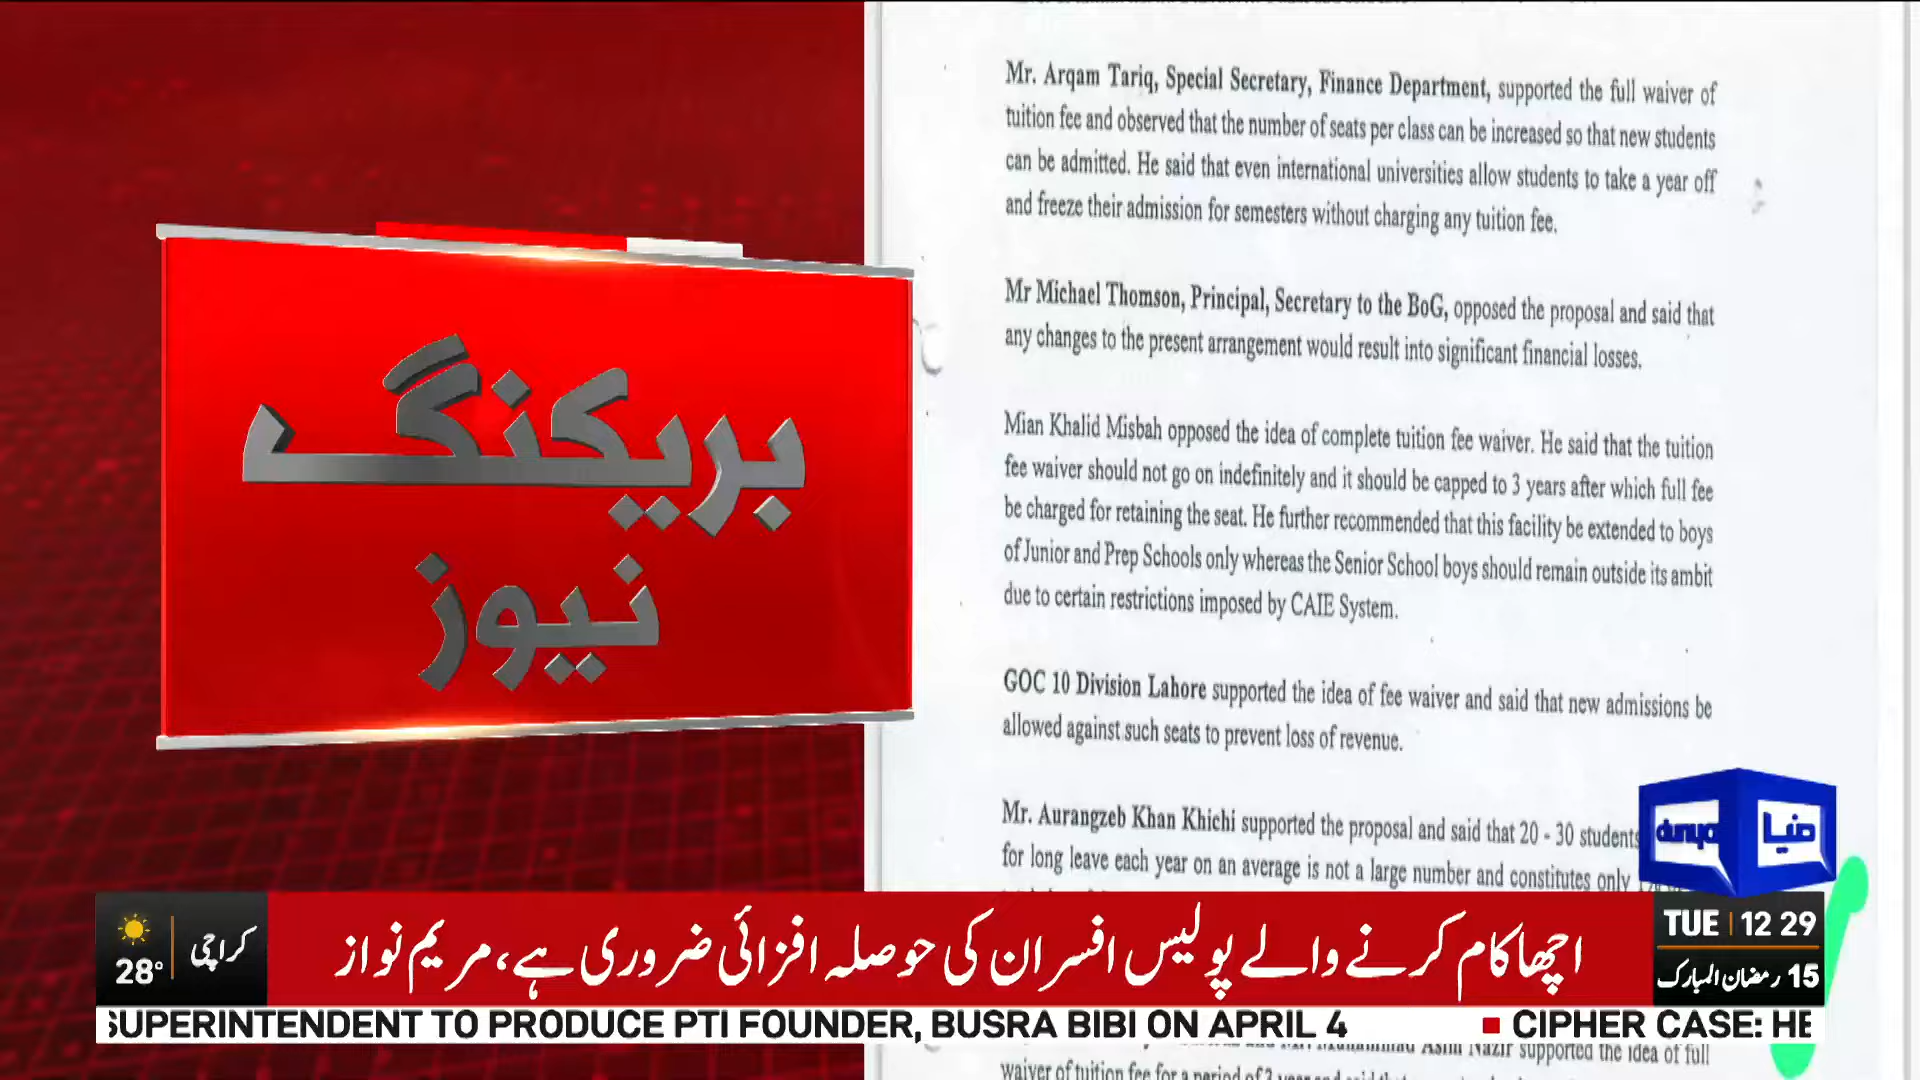 بریکنگ
نیوز
Mr. Arqam Tariq, Special Secretary, Finance Department, supported the full waiver of
tuition fee and observed that the number of seats per class can be increased so that new students
can be admitted. He said that even international universities allow students to take a year off
and freeze their admission for semesters without charging any tuition fee.
Mr Michael Thomson, Principal, Secretary to the BoG, opposed the proposal and said that
any changes to the present arrangement would result into significant financial losses.
Mian Khalid Misbah opposed the idea of complete tuition fee waiver. He said that the tuition
fee waiver should not go on indefinitely and it should be capped to 3 years after which full fee
be charged for retaining the seat. He further recommended that this facility be extended to boys
of Junior and Prep Schools only whereas the Senior School boys should remain outside its ambit
due to certain restrictions imposed by CAIE System.
GOC 10 Division Lahore supported the idea of fee waiver and said that new admissions be
allowed against such seats to prevent loss of revenue.
Mr. Aurangzeb Khan Khichi supported the proposal and said that 20 - 30 students
for long leave each year on an average is not a large number and constitutes only
dunya دنیا
کراچی
28°
اچھا کام کرنے والے پولیس افسران کی حوصلہ افزائی ضروری ہے، مریم نواز
TUE 12 29
15 رمضان المبارک
SUPERINTENDENT TO PRODUCE PTI FOUNDER, BUSRA BIBI ON APRIL 4 ■ CIPHER CASE: HE
Nazir supported the idea of full
waiver of tuition fee for a period of